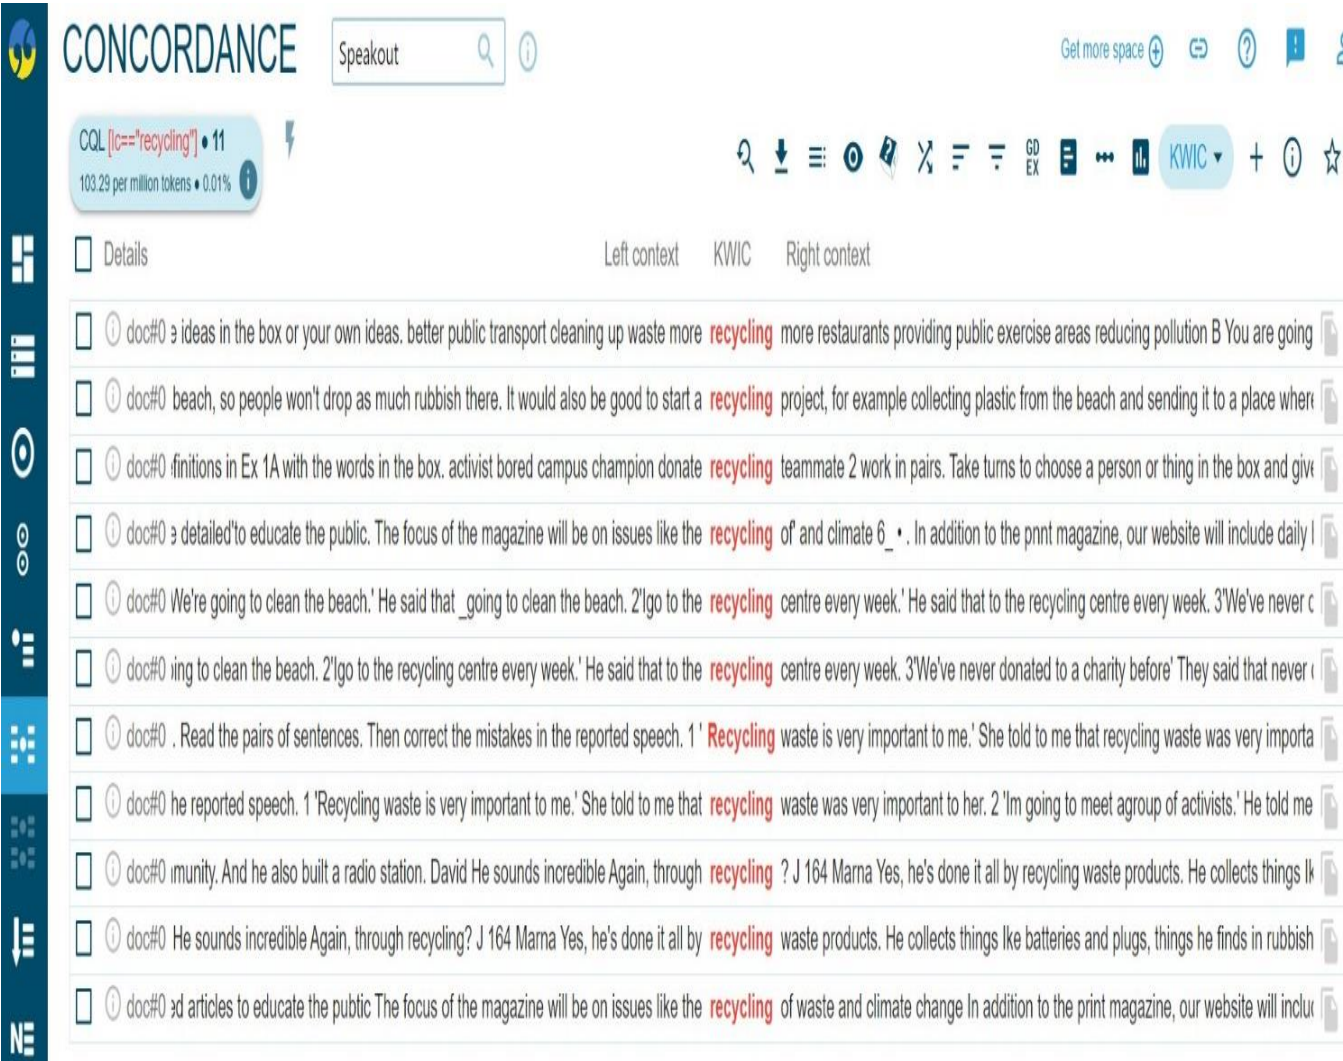 CONCORDANCE Speakout Get more space
CQL [lc=="recycling"] • 11
103.29 per million tokens • 0.01%
GD EX KWIC
Details Left context KWIC Right context
doc#0 e ideas in the box or your own ideas. better public transport cleaning up waste more recycling more restaurants providing public exercise areas reducing pollution B You are going
doc#0 beach, so people won't drop as much rubbish there. It would also be good to start a recycling project, for example collecting plastic from the beach and sending it to a place where
doc#0 finitions in Ex 1A with the words in the box. activist bored campus champion donate recycling teammate 2 work in pairs. Take turns to choose a person or thing in the box and give
doc#0 e detailed'to educate the public. The focus of the magazine will be on issues like the recycling of' and climate 6_ • . In addition to the pnnt magazine, our website will include daily
doc#0 We're going to clean the beach.' He said that _going to clean the beach. 2'Igo to the recycling centre every week.' He said that to the recycling centre every week. 3'We've never c
doc#0 ing to clean the beach. 2'Igo to the recycling centre every week.' He said that to the recycling centre every week. 3'We've never donated to a charity before' They said that never
doc#0 . Read the pairs of sentences. Then correct the mistakes in the reported speech. 1 ' Recycling waste is very important to me.' She told to me that recycling waste was very importa
doc#0 he reported speech. 1 'Recycling waste is very important to me.' She told to me that recycling waste was very important to her. 2 'Im going to meet agroup of activists.' He told me
doc#0 munity. And he also built a radio station. David He sounds incredible Again, through recycling ? J 164 Marna Yes, he's done it all by recycling waste products. He collects things lk
doc#0 He sounds incredible Again, through recycling? J 164 Marna Yes, he's done it all by recycling waste products. He collects things lke batteries and plugs, things he finds in rubbish
doc#0 ed articles to educate the pubtic The focus of the magazine will be on issues like the recycling of waste and climate change In addition to the print magazine, our website will inclu